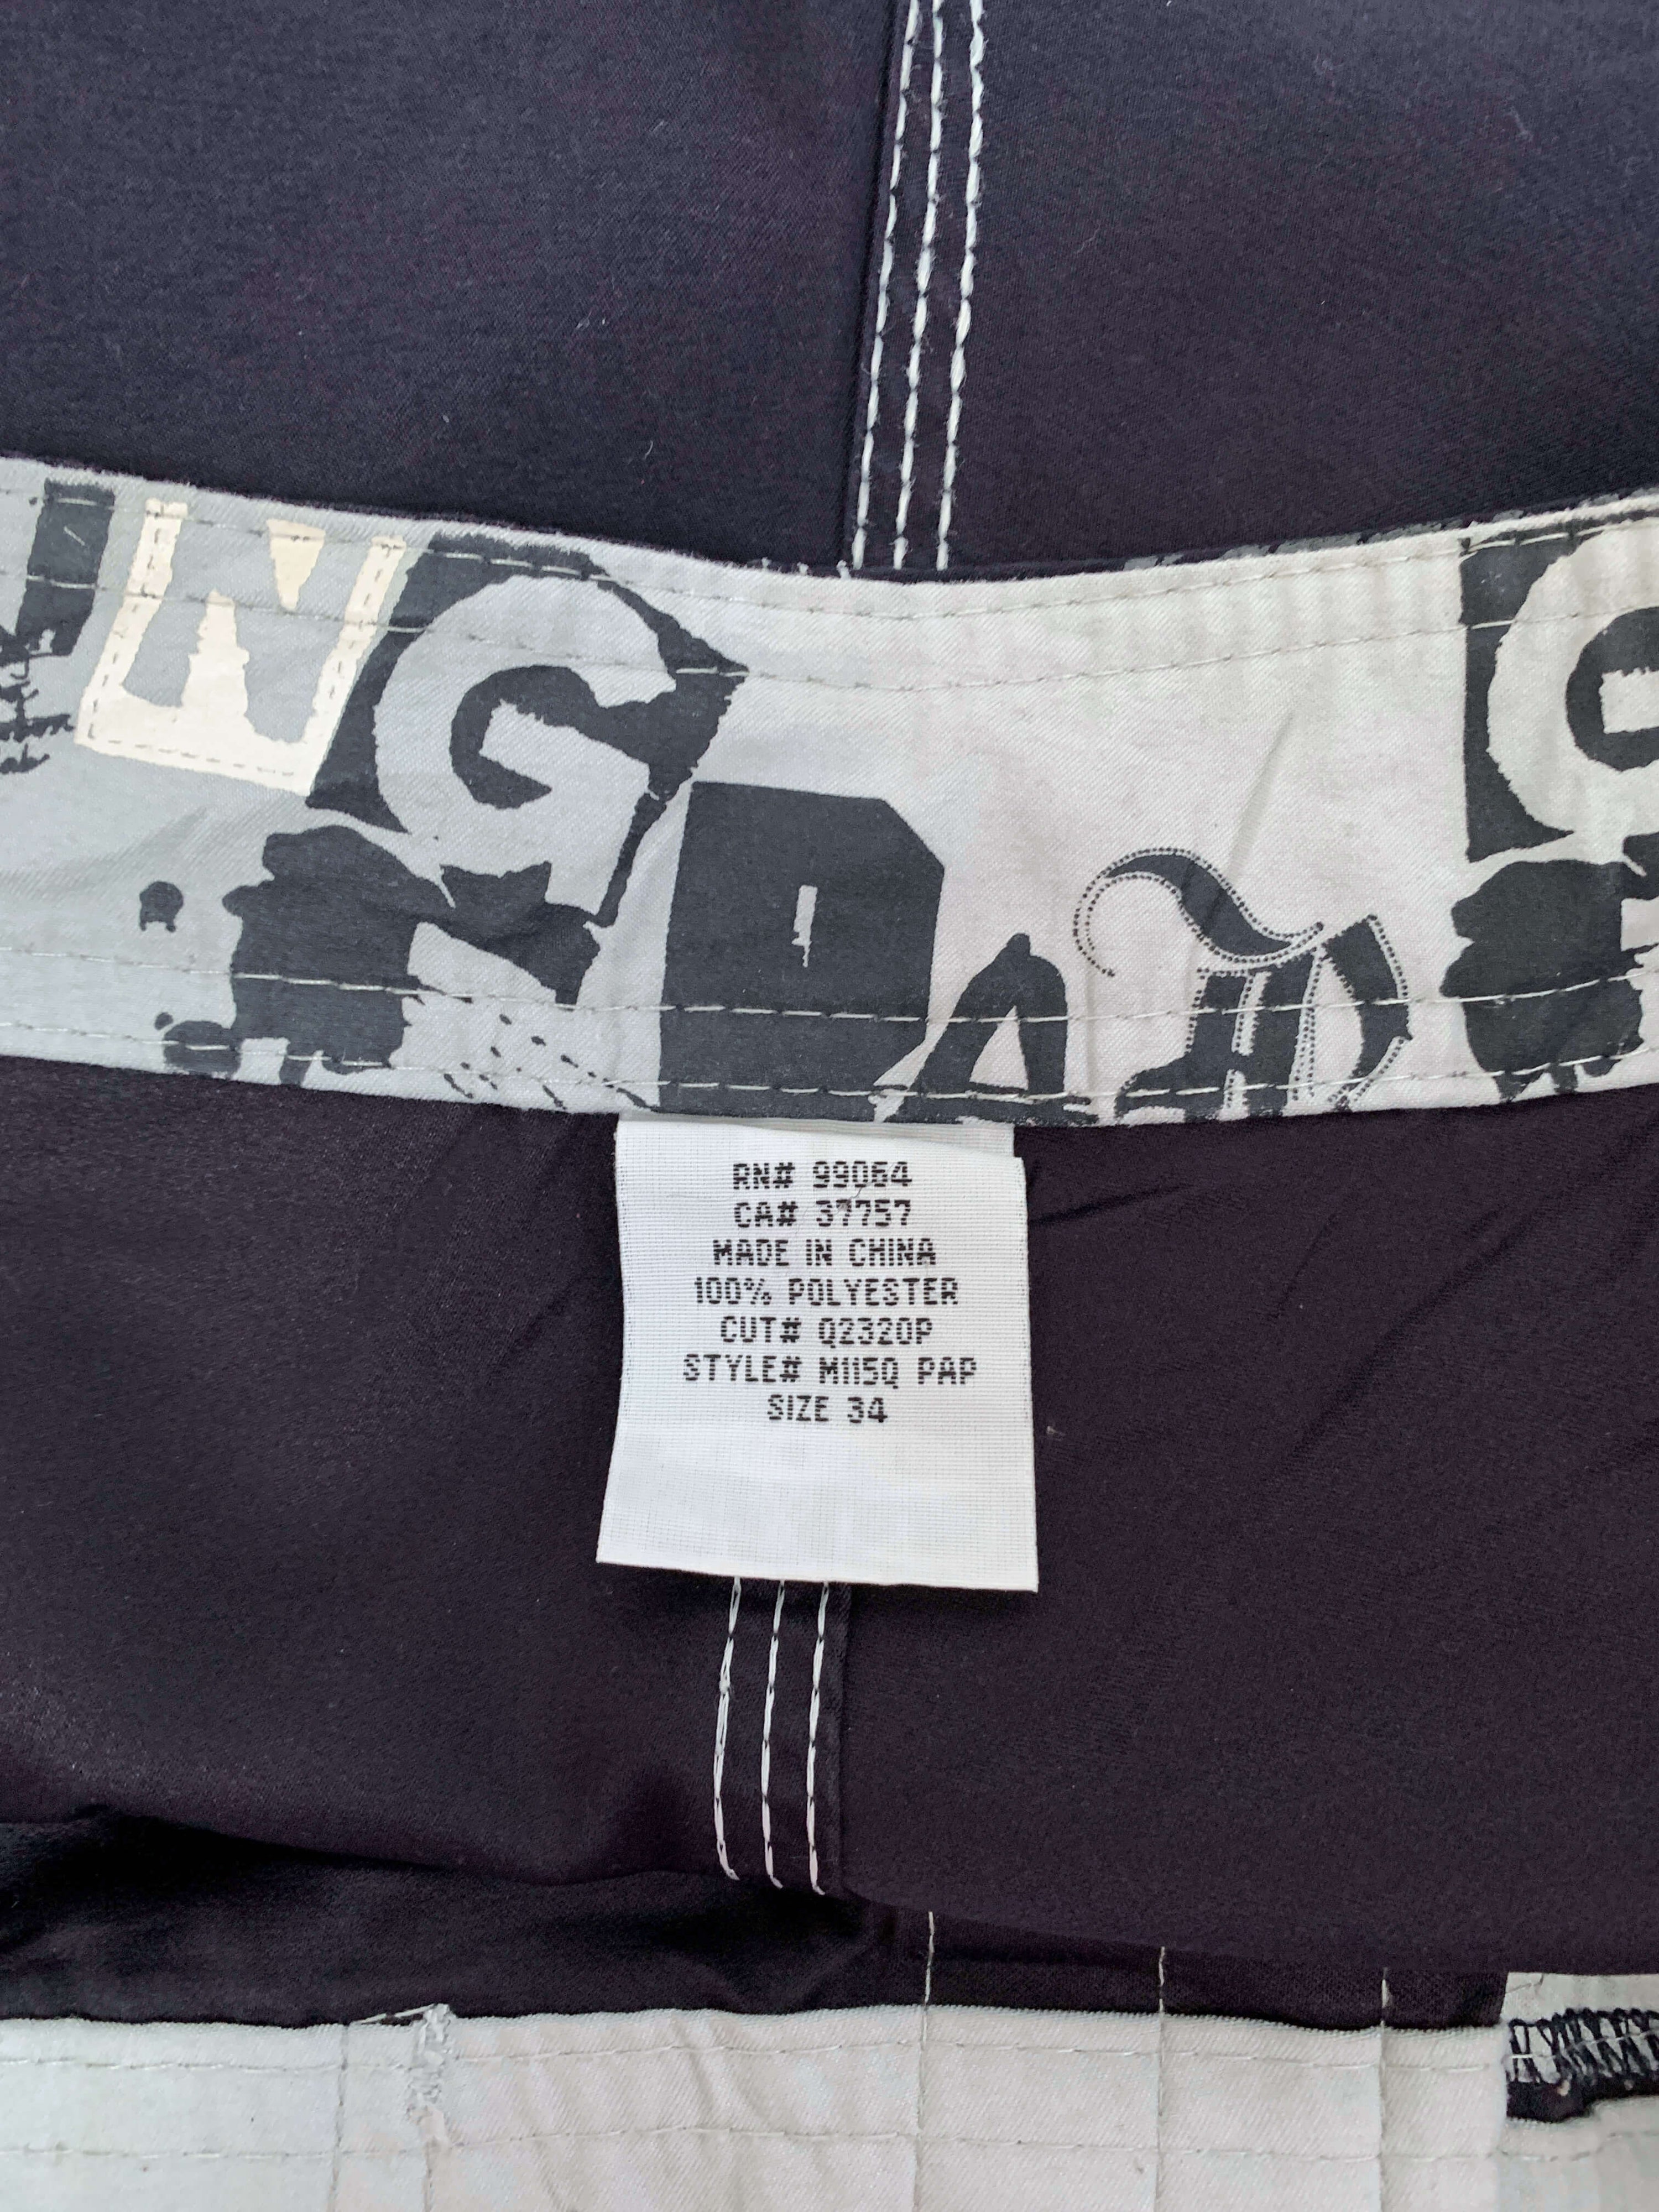 RN# 99064
CA# 37757
MADE IN CHINA
100% POLYESTER
CUT# Q2320P
STYLE# M115Q PAP
SIZE 34